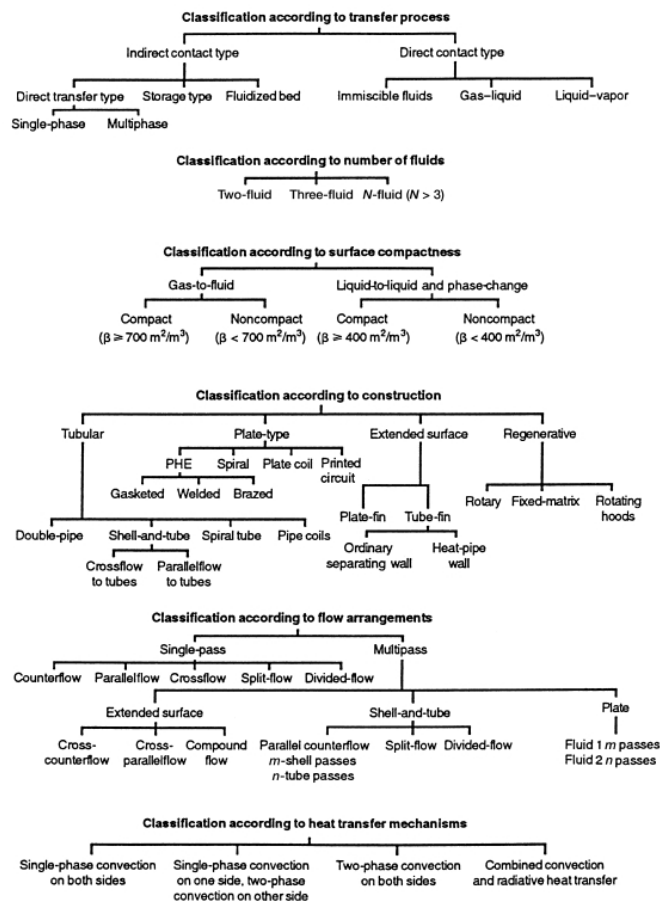 Classification according to transfer process
Indirect contact type Direct contact type
Direct transfer type Storage type Fluidized bed Immiscible fluids Gas–liquid Liquid–vapor
Single-phase Multiphase
Classification according to number of fluids
Two-fluid Three-fluid N-fluid (N > 3)
Classification according to surface compactness
Gas-to-fluid Liquid-to-liquid and phase-change
Compact Noncompact Compact Noncompact
(β ≥ 700 m²/m³) (β < 700 m²/m³) (β ≥ 400 m²/m³) (β < 400 m²/m³)
Classification according to construction
Tubular Plate-type Extended surface Regenerative
PHE Spiral Plate coil Printed
circuit
Gasketed Welded Brazed
Rotary Fixed-matrix Rotating
hoods
Plate-fin Tube-fin
Double-pipe Shell-and-tube Spiral tube Pipe coils
Ordinary Heat-pipe
separating wall wall
Crossflow Parallelflow
to tubes to tubes
Classification according to flow arrangements
Single-pass Multipass
Counterflow Parallelflow Crossflow Split-flow Divided-flow
Extended surface Shell-and-tube Plate
Cross- Cross- Compound Parallel counterflow Split-flow Divided-flow Fluid 1 m passes
counterflow parallelflow flow m-shell passes Fluid 2 n passes
n-tube passes
Classification according to heat transfer mechanisms
Single-phase convection Single-phase convection Two-phase convection Combined convection
on both sides on one side, two-phase on both sides and radiative heat transfer
convection on other side